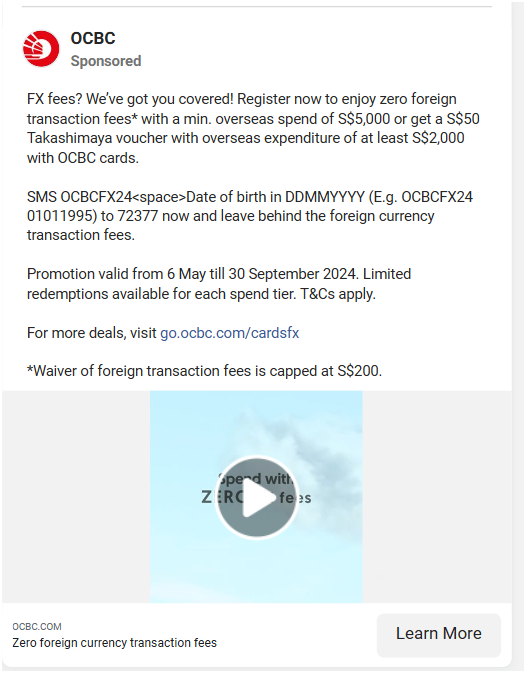 OCBC
Sponsored
FX fees? We’ve got you covered! Register now to enjoy zero foreign
transaction fees* with a min. overseas spend of S$5,000 or get a S$50
Takashimaya voucher with overseas expenditure of at least S$2,000
with OCBC cards.
SMS OCBCFX24<space>Date of birth in DDMMYYYY (E.g. OCBCFX24
01011995) to 72377 now and leave behind the foreign currency
transaction fees.
Promotion valid from 6 May till 30 September 2024. Limited
redemptions available for each spend tier. T&Cs apply.
For more deals, visit go.ocbc.com/cardsfx
*Waiver of foreign transaction fees is capped at S$200.
Spend with
fees
OCBC.COM
Zero foreign currency transaction fees
Learn More